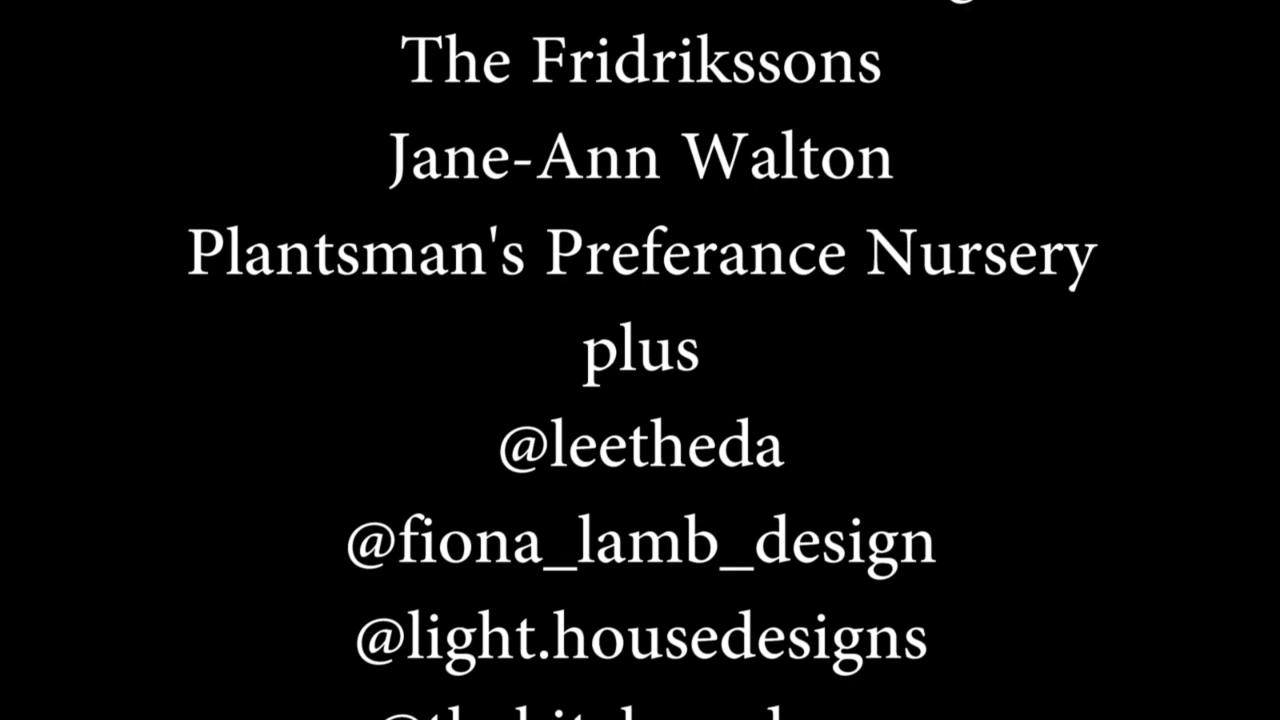 The Fridrikssons
Jane-Ann Walton
Plantsman's Preferance Nursery
plus
@leetheda
@fiona_lamb_design
@light.housedesigns